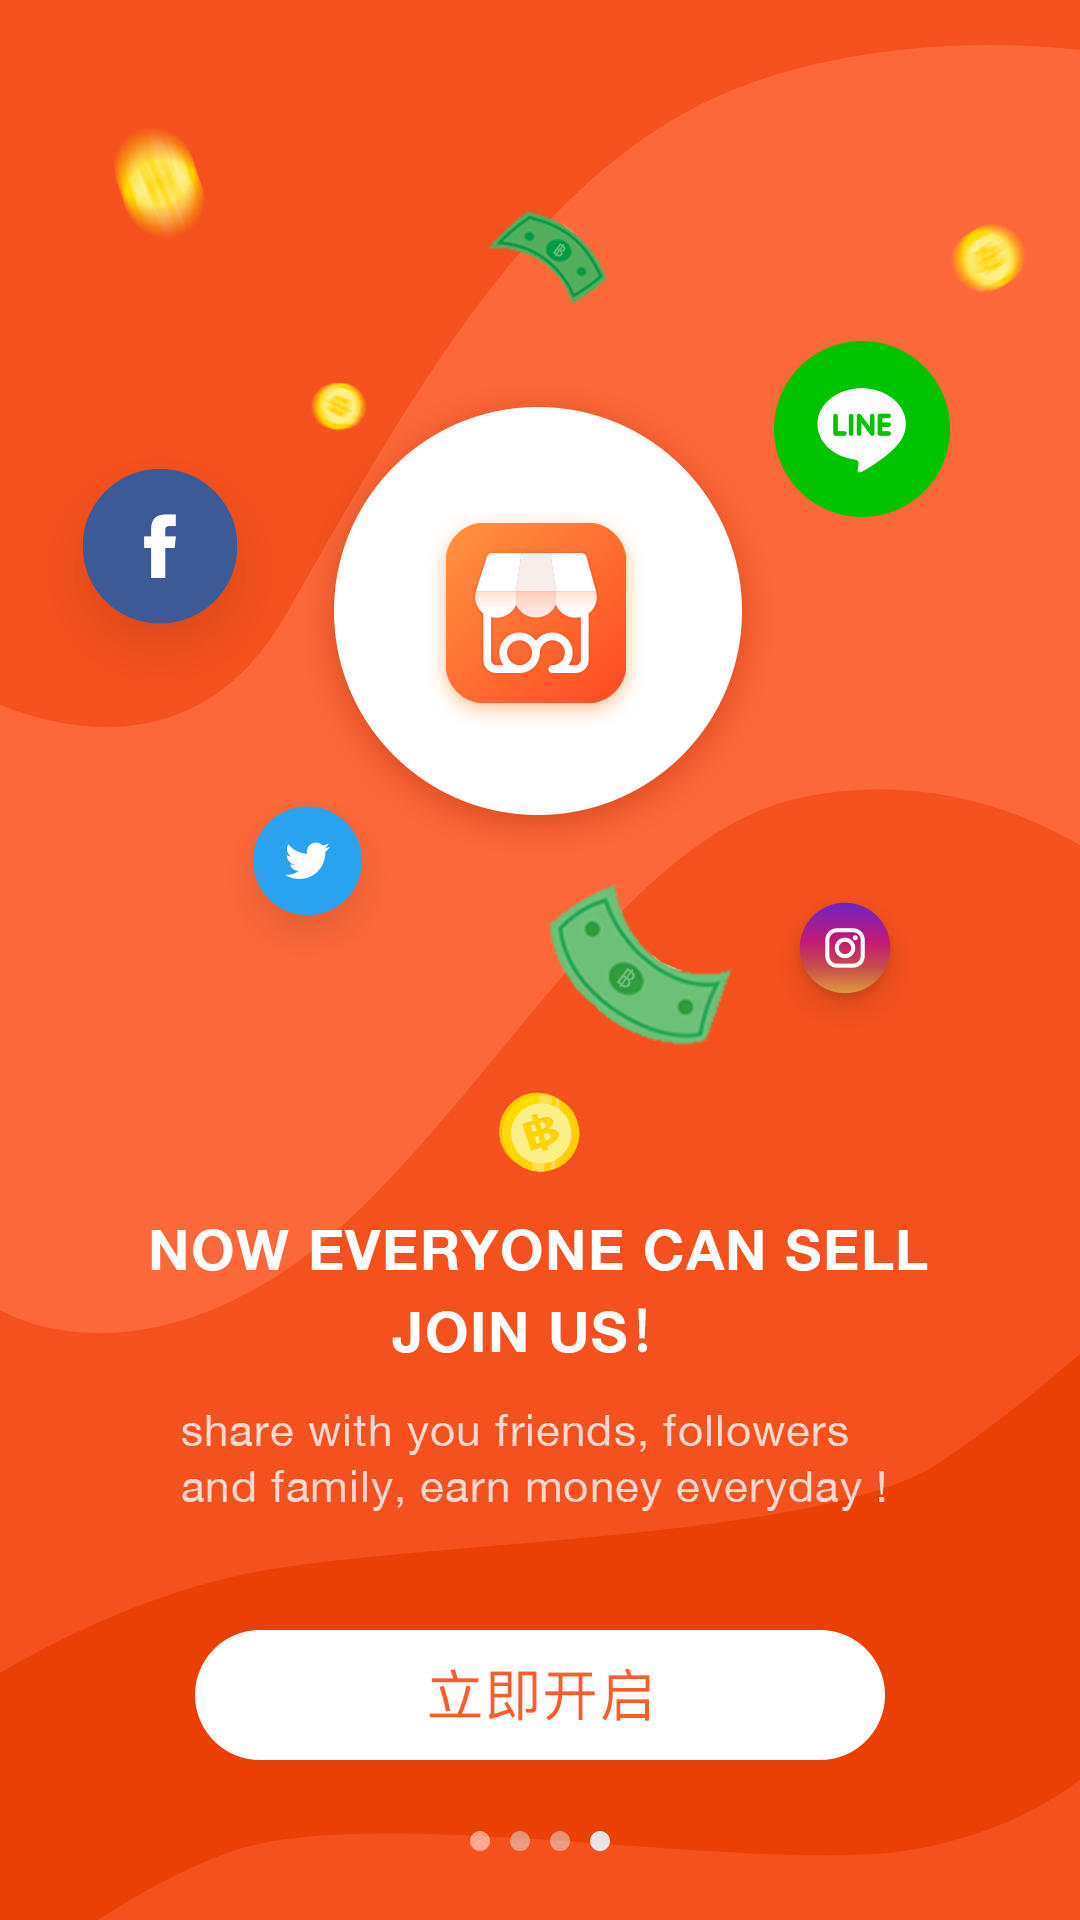 LINE
NOW EVERYONE CAN SELL
JOIN US!
share with you friends, followers
and family, earn money everyday !
立即开启